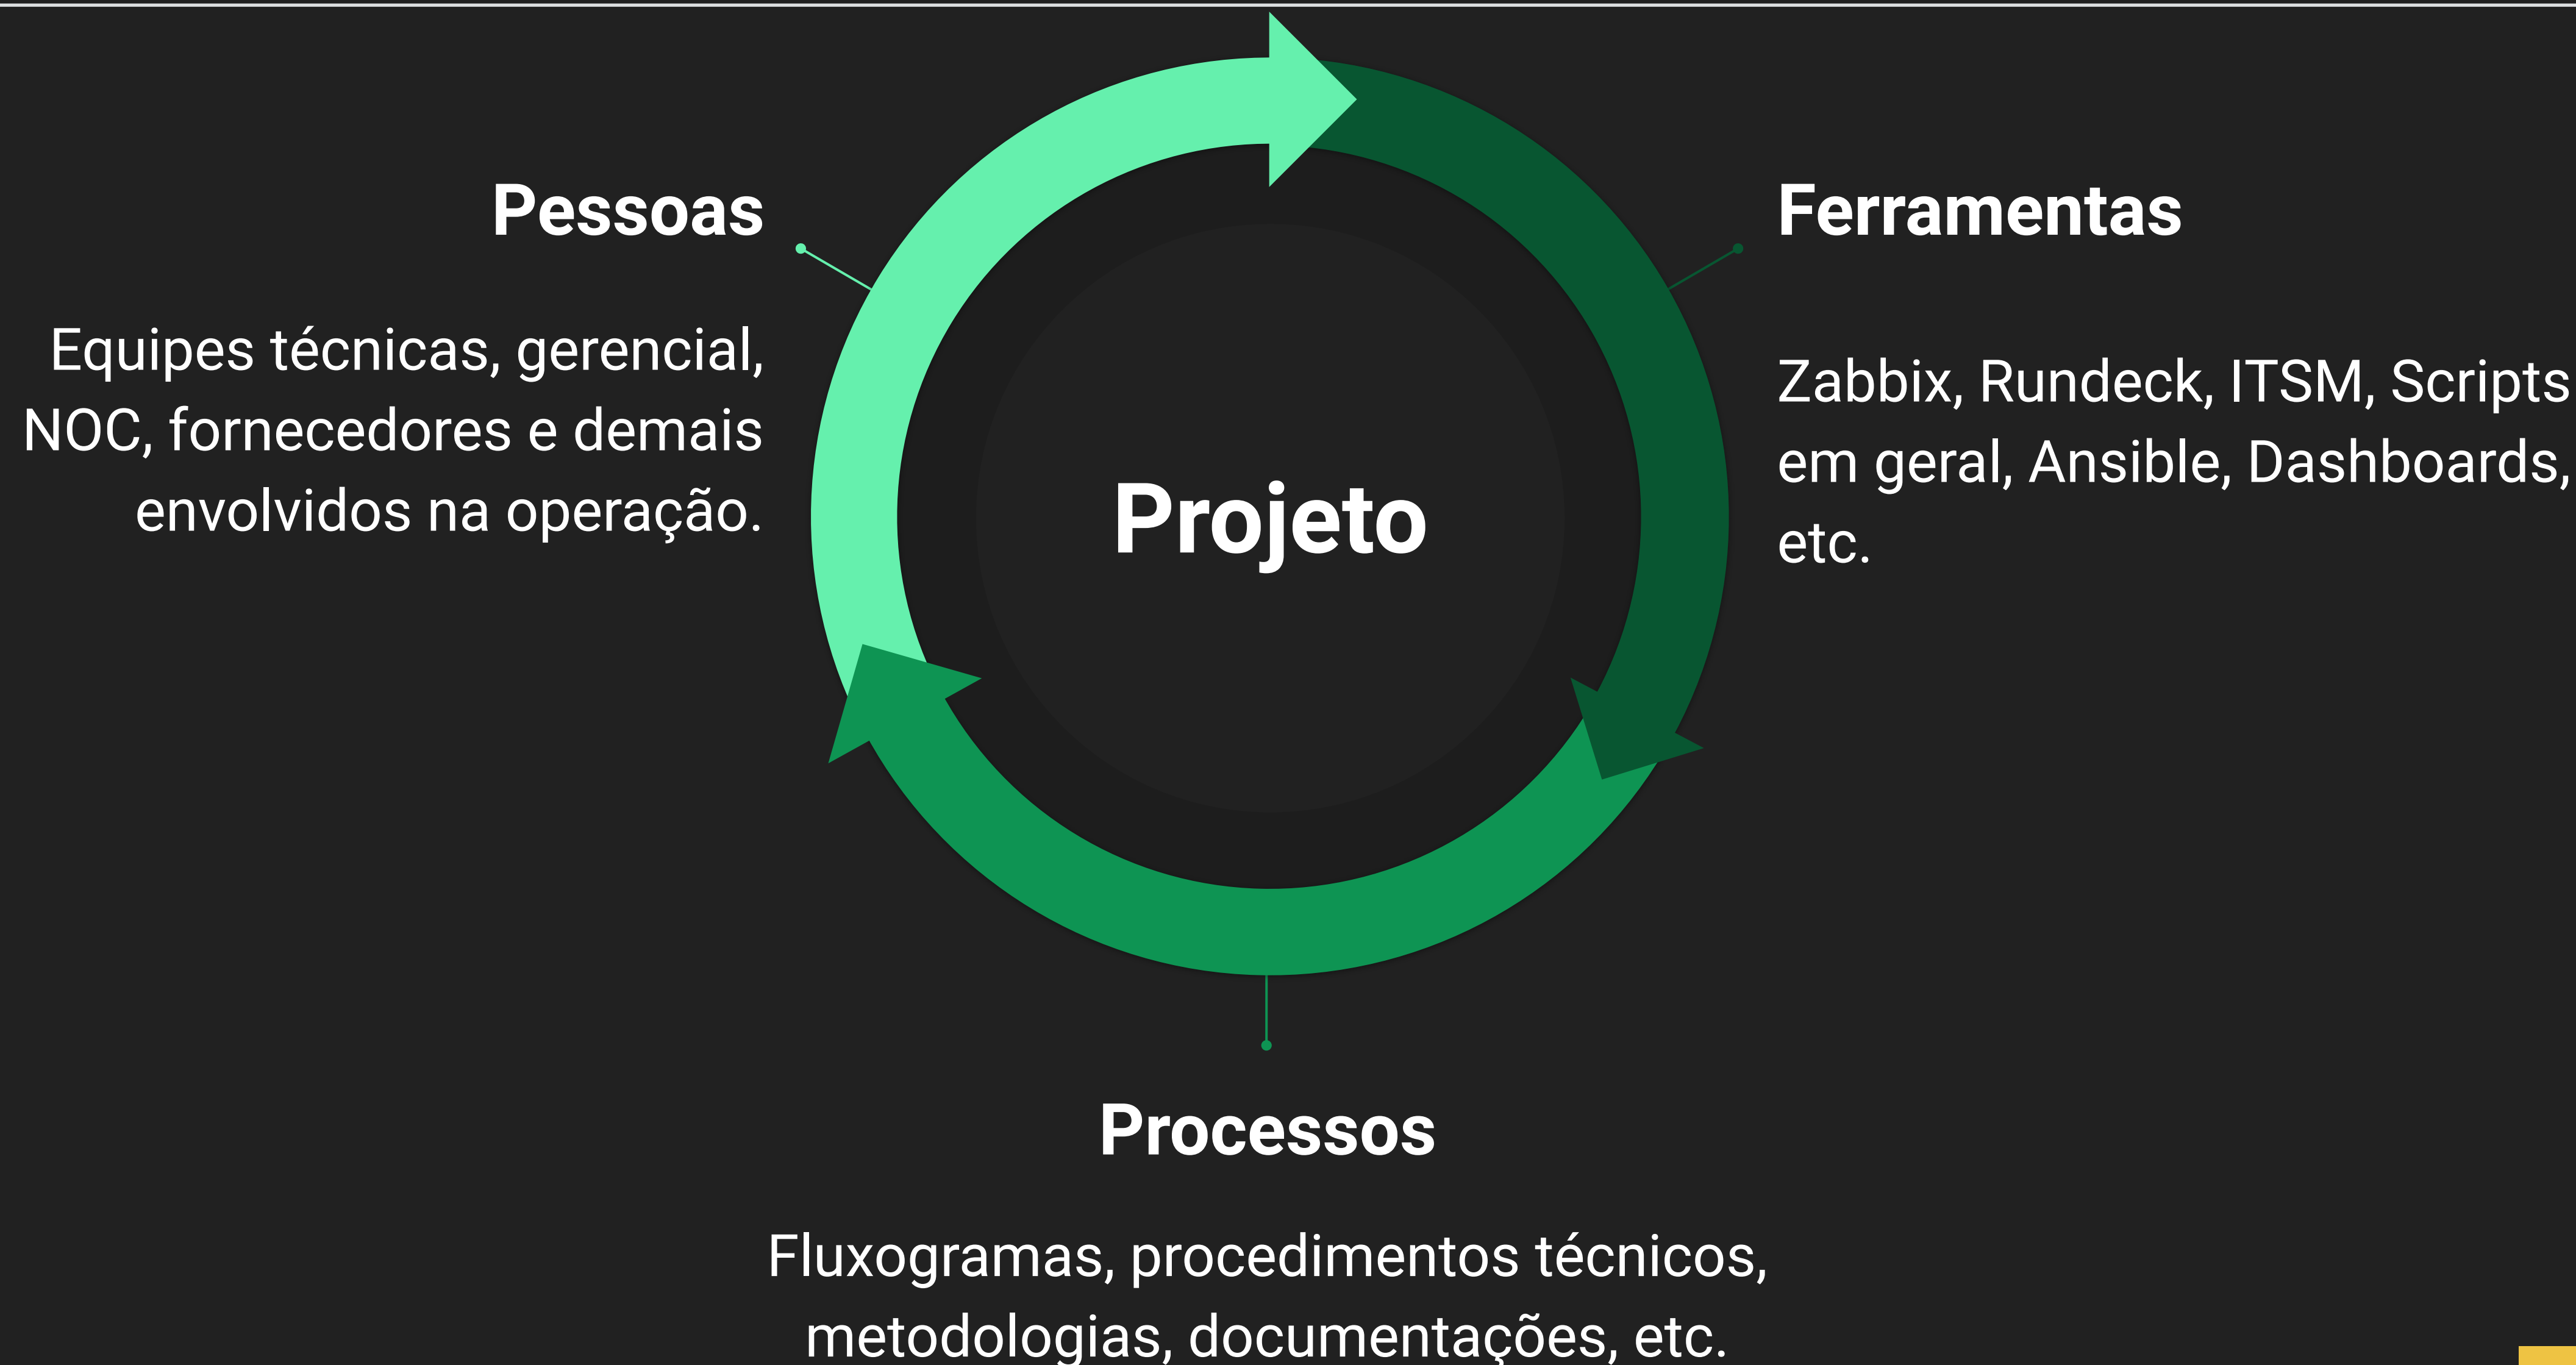 Pessoas
Equipes técnicas, gerencial,
NOC, fornecedores e demais
envolvidos na operação.
Ferramentas
Zabbix, Rundeck, ITSM, Scripts
em geral, Ansible, Dashboards,
etc.
Projeto
Processos
Fluxogramas, procedimentos técnicos,
metodologias, documentações, etc.